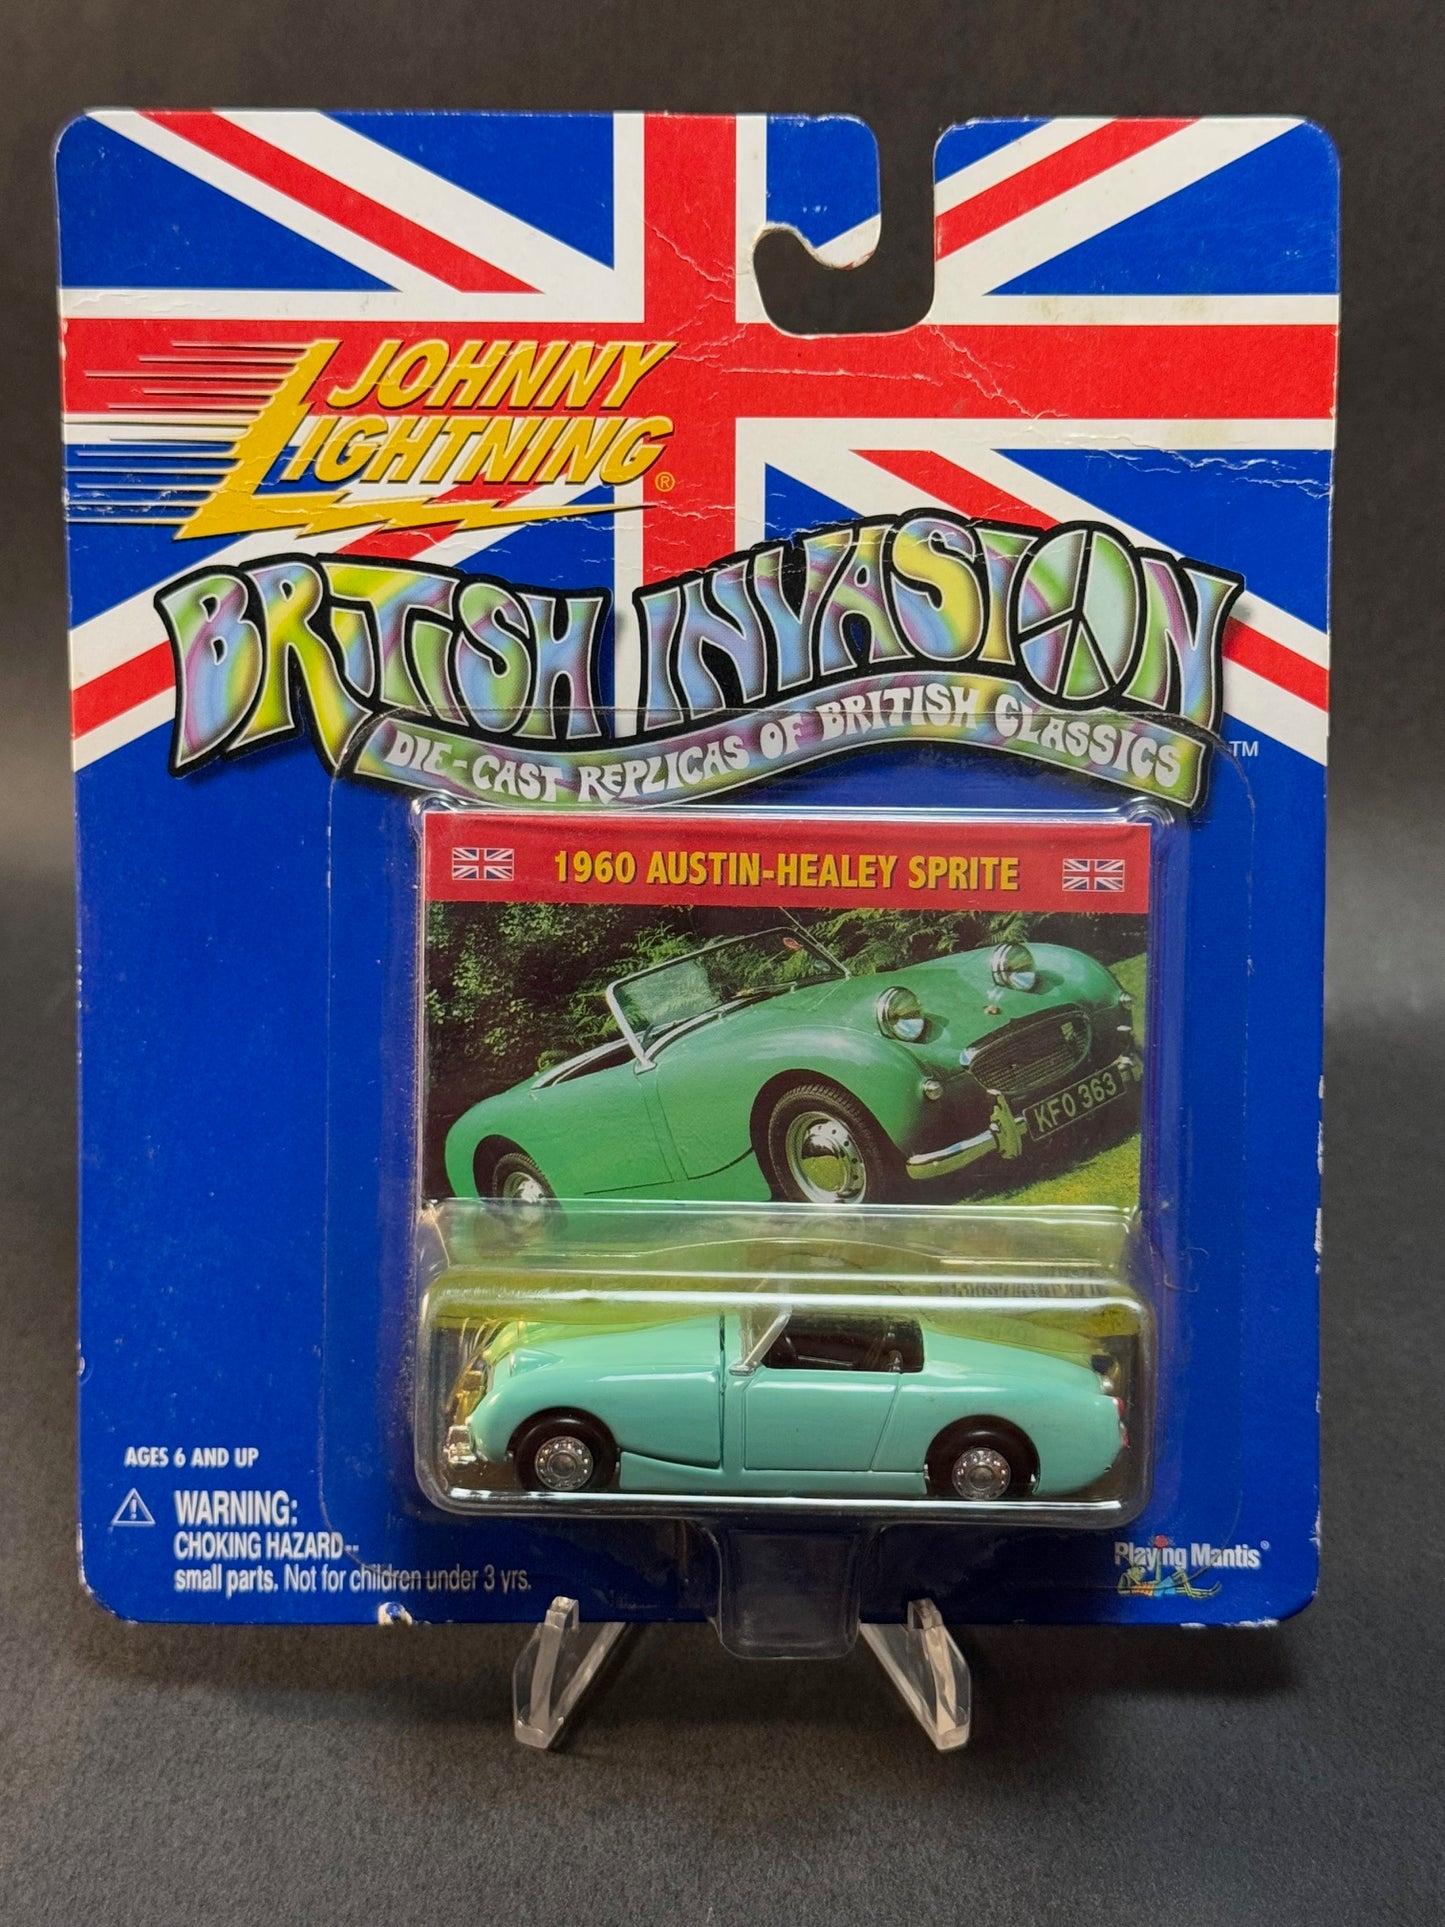 JOHNNY
LIGHTNING®
BRITISH INVASION
DIE-CAST REPLICAS OF BRITISH CLASSICS™
1960 AUSTIN-HEALEY SPRITE
KFO 363
AGES 6 AND UP
WARNING:
CHOKING HAZARD--
small parts. Not for children under 3 yrs.
Playing Mantis®